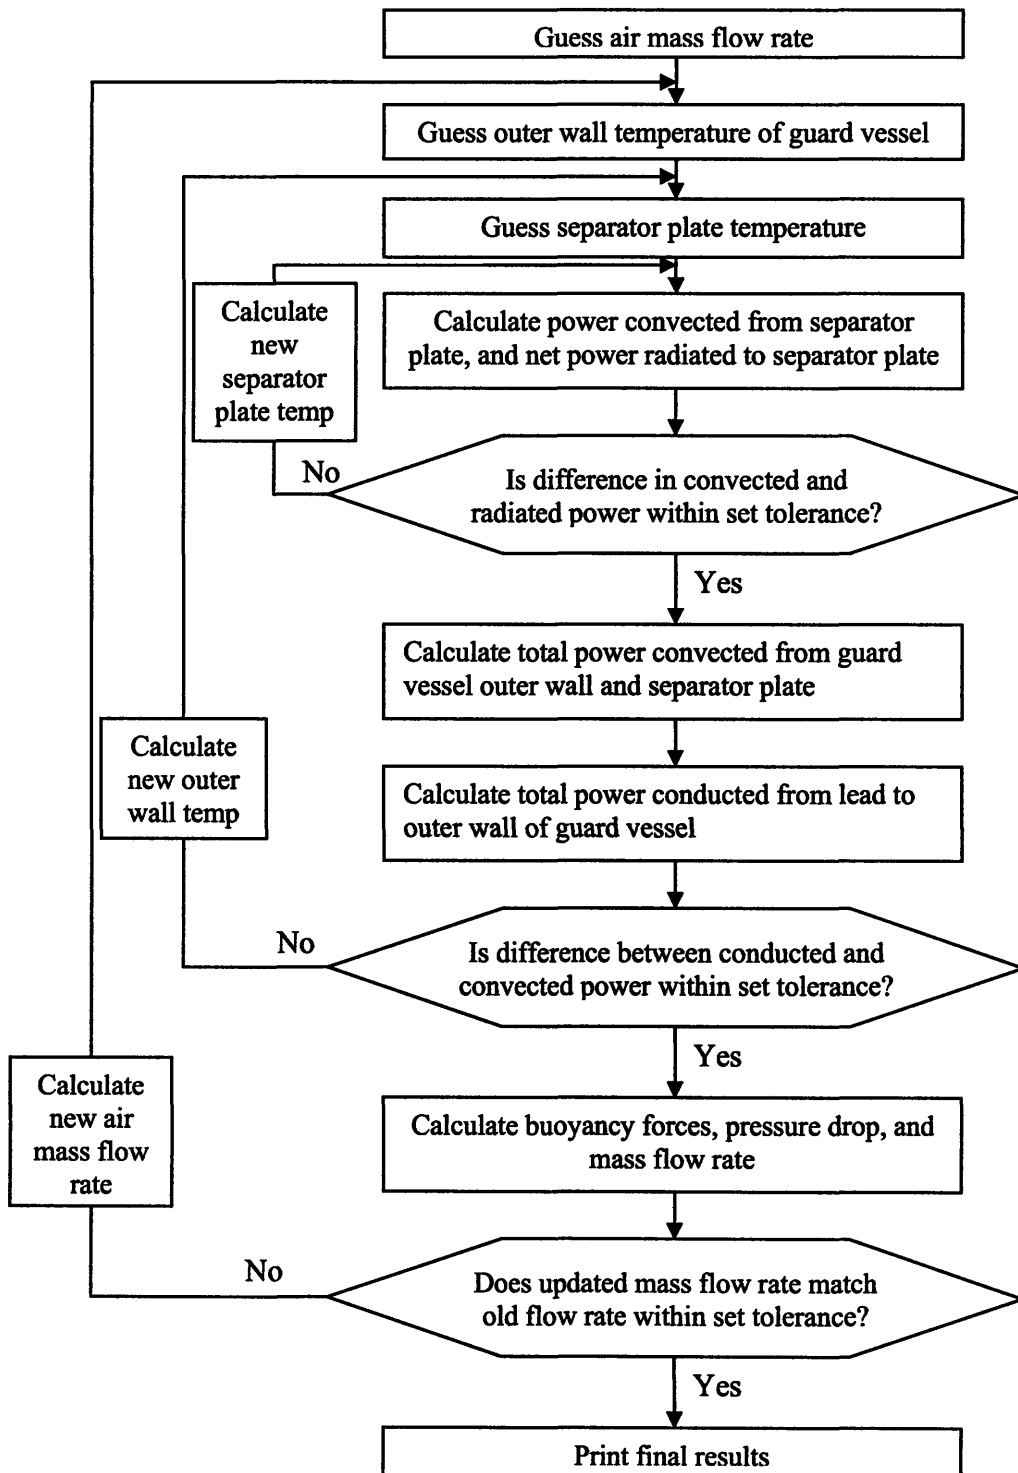 Guess air mass flow rate
Guess outer wall temperature of guard vessel
Guess separator plate temperature
Calculate
new
separator
plate temp
Calculate power convected from separator
plate, and net power radiated to separator plate
No
Is difference in convected and
radiated power within set tolerance?
Yes
Calculate total power convected from guard
vessel outer wall and separator plate
Calculate
new outer
wall temp
Calculate total power conducted from lead to
outer wall of guard vessel
No
Is difference between conducted and
convected power within set tolerance?
Yes
Calculate
new air
mass flow
rate
Calculate buoyancy forces, pressure drop, and
mass flow rate
No
Does updated mass flow rate match
old flow rate within set tolerance?
Yes
Print final results